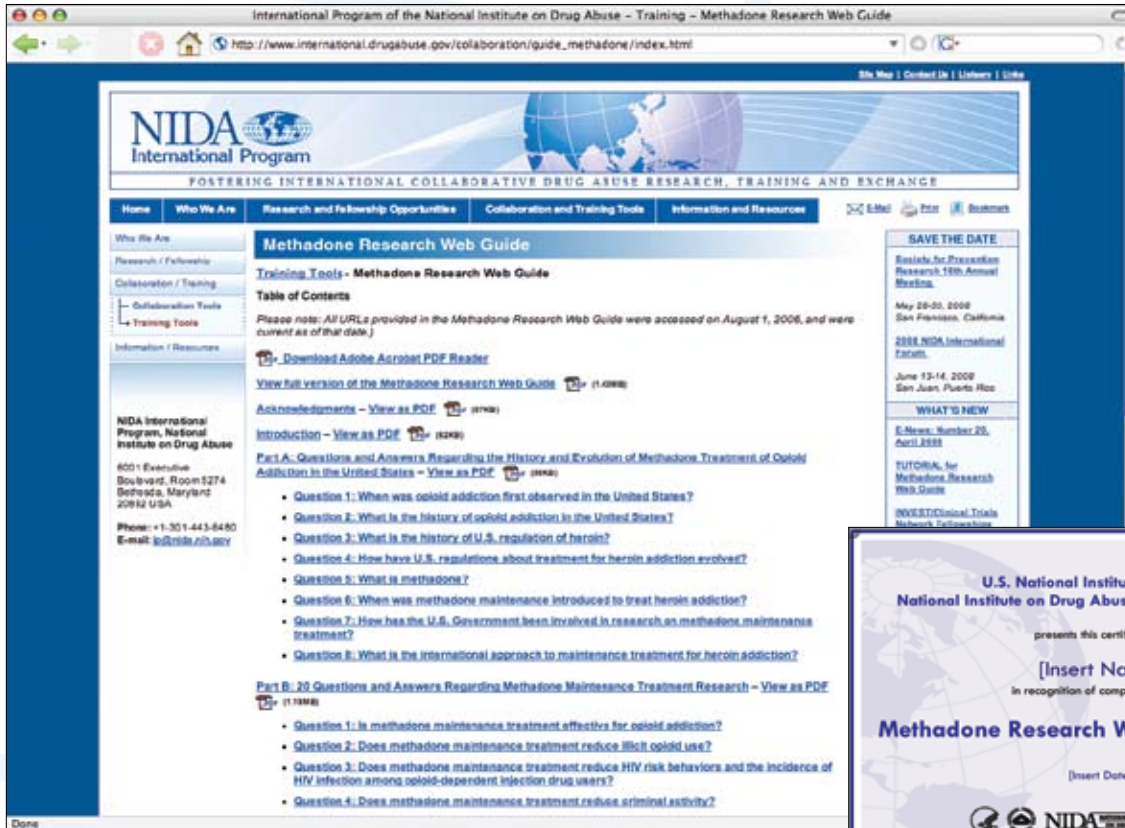 International Program of the National Institute on Drug Abuse – Training – Methadone Research Web Guide
http://www.international.drugabuse.gov/collaboration/guide_methadone/index.html
Site Map | Contact Us | Listserv | Links
NIDA
International Program
FOSTERING INTERNATIONAL COLLABORATIVE DRUG ABUSE RESEARCH, TRAINING AND EXCHANGE
Home Who We Are Research and Fellowship Opportunities Collaboration and Training Tools Information and Resources
E-Mail Print Bookmark
Who We Are
Research / Fellowship
Collaboration / Training
Collaboration Tools
Training Tools
Information / Resources
NIDA International
Program, National
Institute on Drug Abuse
6001 Executive
Boulevard, Room 5274
Bethesda, Maryland
20892 USA
Phone: +1-301-443-6480
E-mail: ip@nida.nih.gov
Methadone Research Web Guide
Training Tools - Methadone Research Web Guide
Table of Contents
Please note: All URLs provided in the Methadone Research Web Guide were accessed on August 1, 2006, and were
current as of that date.)
Download Adobe Acrobat PDF Reader
View full version of the Methadone Research Web Guide
Acknowledgments – View as PDF
Introduction – View as PDF
Part A: Questions and Answers Regarding the History and Evolution of Methadone Treatment of Opioid
Addiction in the United States – View as PDF
• Question 1: When was opioid addiction first observed in the United States?
• Question 2: What is the history of opioid addiction in the United States?
• Question 3: What is the history of U.S. regulation of heroin?
• Question 4: How have U.S. regulations about treatment for heroin addiction evolved?
• Question 5: What is methadone?
• Question 6: When was methadone maintenance introduced to treat heroin addiction?
• Question 7: How has the U.S. Government been involved in research on methadone maintenance
treatment?
• Question 8: What is the international approach to maintenance treatment for heroin addiction?
Part B: 20 Questions and Answers Regarding Methadone Maintenance Treatment Research – View as PDF
• Question 1: Is methadone maintenance treatment effective for opioid addiction?
• Question 2: Does methadone maintenance treatment reduce illicit opioid use?
• Question 3: Does methadone maintenance treatment reduce HIV risk behaviors and the incidence of
HIV infection among opioid-dependent injection drug users?
• Question 4: Does methadone maintenance treatment reduce criminal activity?
SAVE THE DATE
Society for Prevention
Research 16th Annual
Meeting,
May 28-30, 2008
San Francisco, California
2008 NIDA International
Forum,
June 13-14, 2008
San Juan, Puerto Rico
WHAT'S NEW
E-News: Number 20,
April 2008
TUTORIAL for
Methadone Research
Web Guide
INVEST/Clinical Trials
Network Fellowships
U.S. National Institu
National Institute on Drug Abus
presents this certi
[Insert Na
in recognition of comp
Methadone Research W
[Insert Date
NIDA
Done